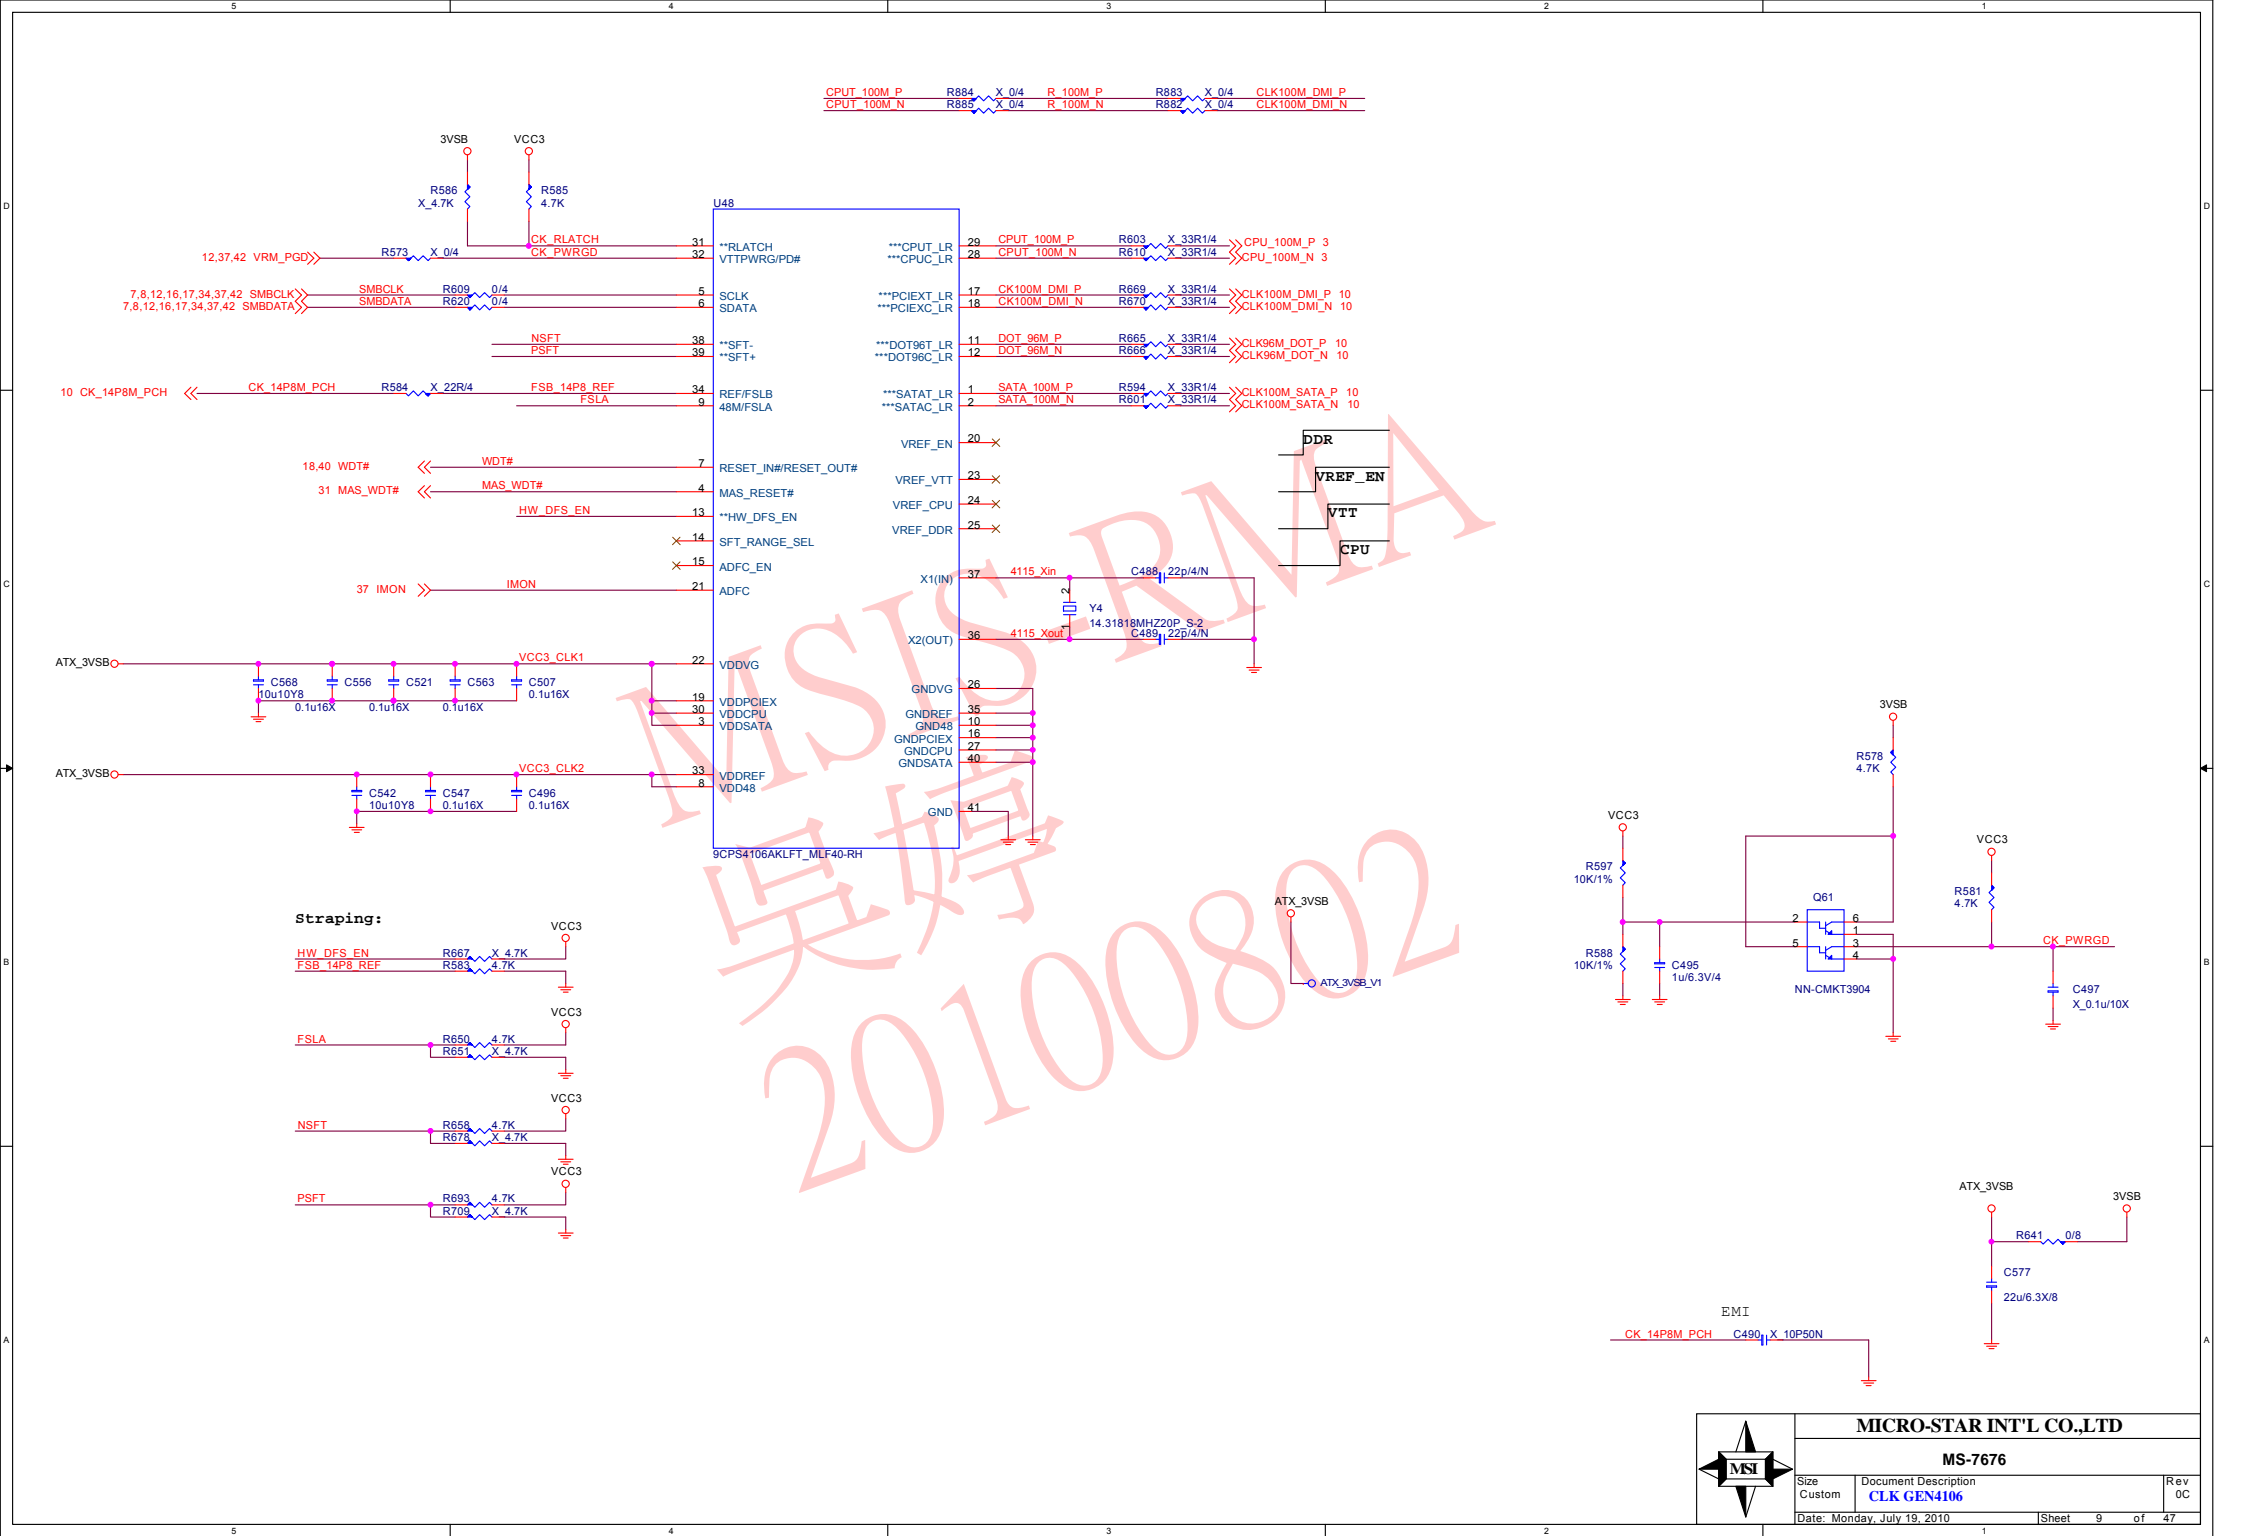 5 4 3 2 1
CPUT_100M_P R884 X_0/4 R_100M_P R883 X_0/4 CLK100M_DMI_P
CPUT_100M_N R885 X_0/4 R_100M_N R882 X_0/4 CLK100M_DMI_N
3VSB VCC3
R586 R585
X_4.7K 4.7K
D D
U48
CK_RLATCH 31 **RLATCH ***CPUT_LR 29 CPUT_100M_P R603 X_33R1/4 CPU_100M_P 3
12,37,42 VRM_PGD R573 X_0/4 CK_PWRGD 32 VTTPWRG/PD# ***CPUC_LR 28 CPUT_100M_N R610 X_33R1/4 CPU_100M_N 3
7,8,12,16,17,34,37,42 SMBCLK SMBCLK R609 0/4 5 SCLK ***PCIEXT_LR 17 CK100M_DMI_P R669 X_33R1/4 CLK100M_DMI_P 10
7,8,12,16,17,34,37,42 SMBDATA SMBDATA R620 0/4 6 SDATA ***PCIEXC_LR 18 CK100M_DMI_N R670 X_33R1/4 CLK100M_DMI_N 10
NSFT 38 **SFT- ***DOT96T_LR 11 DOT_96M_P R665 X_33R1/4 CLK96M_DOT_P 10
PSFT 39 **SFT+ ***DOT96C_LR 12 DOT_96M_N R666 X_33R1/4 CLK96M_DOT_N 10
10 CK_14P8M_PCH CK_14P8M_PCH R584 X_22R/4 FSB_14P8_REF 34 REF/FSLB ***SATAT_LR 1 SATA_100M_P R594 X_33R1/4 CLK100M_SATA_P 10
FSLA 9 48M/FSLA ***SATAC_LR 2 SATA_100M_N R601 X_33R1/4 CLK100M_SATA_N 10
VREF_EN 20 DDR
18,40 WDT# WDT# 7 RESET_IN#/RESET_OUT#
VREF_VTT 23 VREF_EN
31 MAS_WDT# MAS_WDT# 4 MAS_RESET#
VREF_CPU 24 VTT
HW_DFS_EN 13 **HW_DFS_EN
VREF_DDR 25
14 SFT_RANGE_SEL CPU
15 ADFC_EN
X1(IN) 37 4115_Xin C488 22p/4/N
C C
37 IMON IMON 21 ADFC
2
Y4
14.31818MHZ20P_S-2
1
X2(OUT) 36 4115_Xout C489 22p/4/N
ATX_3VSB VCC3_CLK1 22 VDDVG
C568 C556 C521 C563 C507
10u10Y8 0.1u16X
0.1u16X 0.1u16X 0.1u16X
GNDVG 26
19 VDDPCIEX
30 VDDCPU GNDREF 35
3 VDDSATA GND48 10
GNDPCIEX 16
GNDCPU 27
GNDSATA 40
ATX_3VSB VCC3_CLK2 33 VDDREF
8 VDD48
C542 C547 C496
10u10Y8 0.1u16X 0.1u16X
GND 41
9CPS4106AKLFT_MLF40-RH
MSIS-RMA
吳婷
20100802
3VSB
R578
4.7K
VCC3
R597
10K/1%
VCC3
R581
4.7K
Q61
2 6
1
5 3 CK_PWRGD
4
R588
10K/1%
C495
1u/6.3V/4
NN-CMKT3904
C497
X_0.1u/10X
ATX_3VSB
ATX_3VSB_V1
Straping:
B B
VCC3
HW_DFS_EN R667 X_4.7K
FSB_14P8_REF R583 4.7K
VCC3
FSLA R650 4.7K
R651 X_4.7K
VCC3
NSFT R658 4.7K
R678 X_4.7K
VCC3
PSFT R693 4.7K
R709 X_4.7K
ATX_3VSB 3VSB
R641 0/8
C577
22u/6.3X/8
EMI
CK_14P8M_PCH C490 X_10P50N
A A
MSI
MICRO-STAR INT'L CO.,LTD
MS-7676
Size Document Description Rev
Custom CLK GEN4106 0C
Date: Monday, July 19, 2010 Sheet 9 of 47
5 4 3 2 1